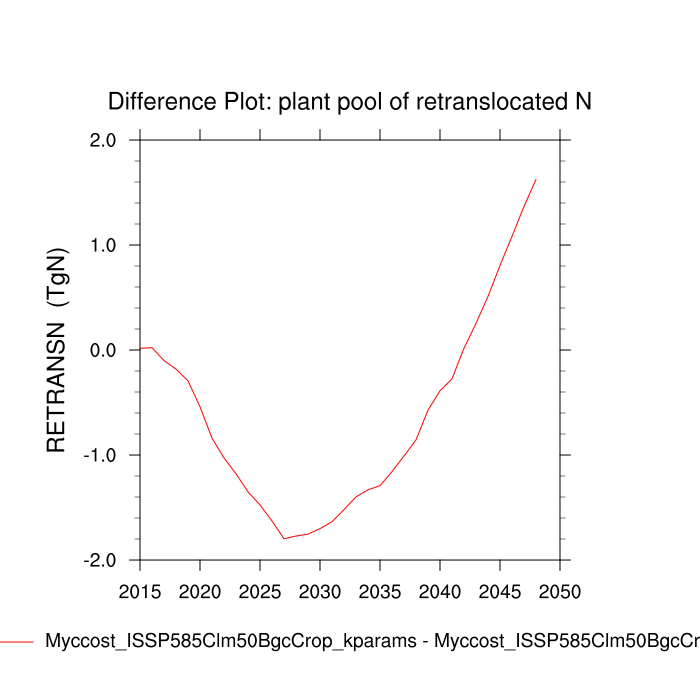 Difference Plot: plant pool of retranslocated N
2.0
1.0
0.0
-1.0
-2.0
RETRANSN (TgN)
2015 2020 2025 2030 2035 2040 2045 2050
Myccost_ISSP585Clm50BgcCrop_kparams - Myccost_ISSP585Clm50BgcCr